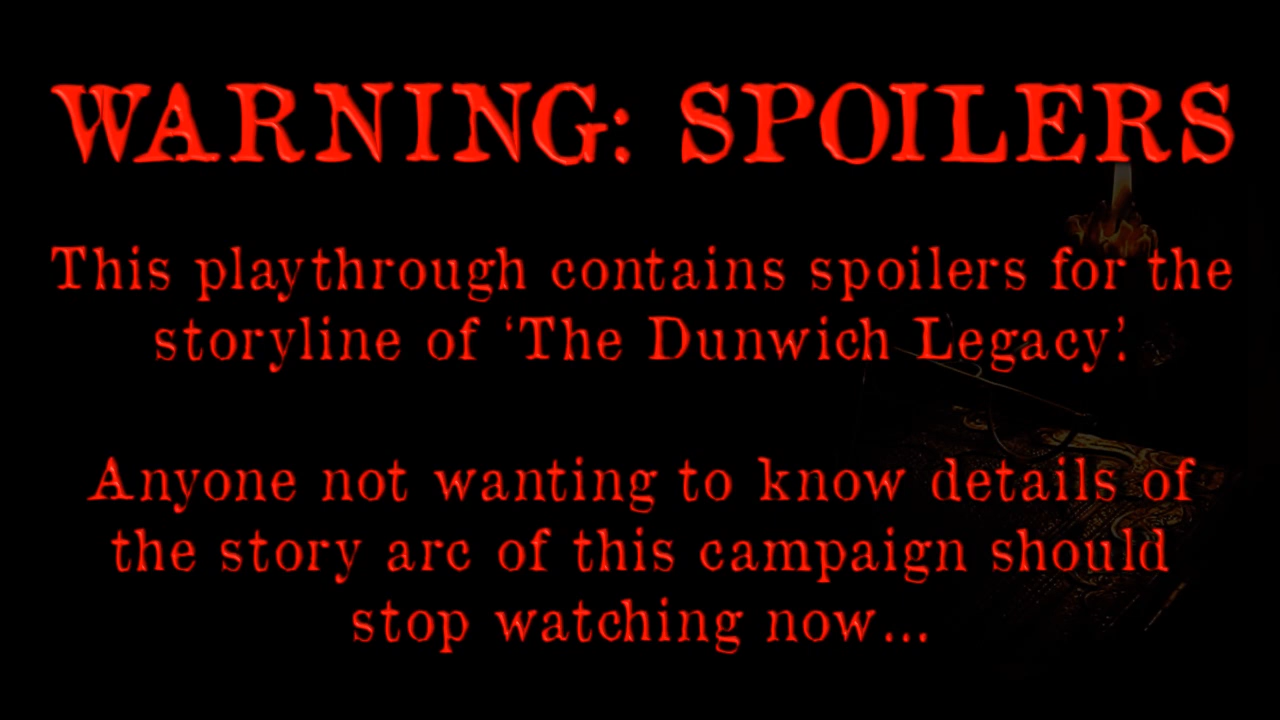 WARNING: SPOILERS
This playthrough contains spoilers for the
storyline of ‘The Dunwich Legacy’.
Anyone not wanting to know details of
the story arc of this campaign should
stop watching now...